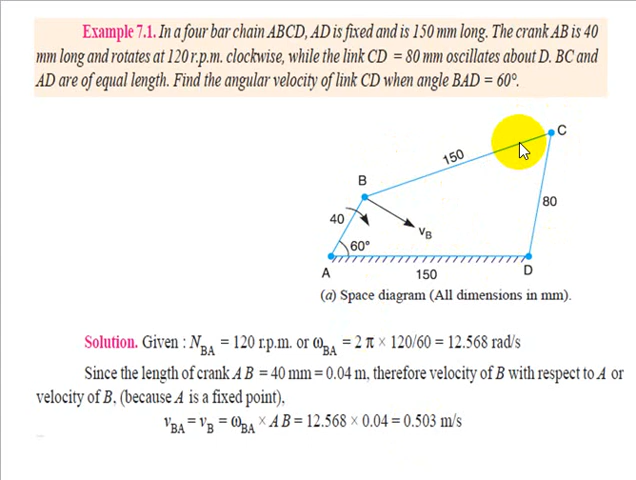 Example 7.1. In a four bar chain ABCD, AD is fixed and is 150 mm long. The crank AB is 40
mm long and rotates at 120 r.p.m. clockwise, while the link CD = 80 mm oscillates about D. BC and
AD are of equal length. Find the angular velocity of link CD when angle BAD = 60°.
C
150
B
80
40
vB
60°
A
150
D
(a) Space diagram (All dimensions in mm).
Solution. Given : NBA = 120 r.p.m. or ωBA = 2 π × 120/60 = 12.568 rad/s
Since the length of crank A B = 40 mm = 0.04 m, therefore velocity of B with respect to A or
velocity of B, (because A is a fixed point),
vBA = vB = ωBA × A B = 12.568 × 0.04 = 0.503 m/s